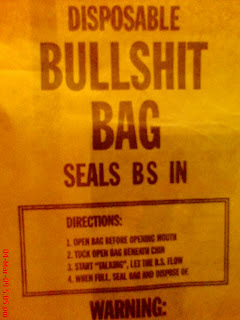 DISPOSABLE
BULLSHIT
BAG
SEALS BS IN
DIRECTIONS:
1. OPEN BAG BEFORE OPENING MOUTH
2. TUCK OPEN BAG BENEATH CHIN
3. START "TALKING", LET THE B.S. FLOW
4. WHEN FULL, SEAL BAG AND DISPOSE OF
WARNING: